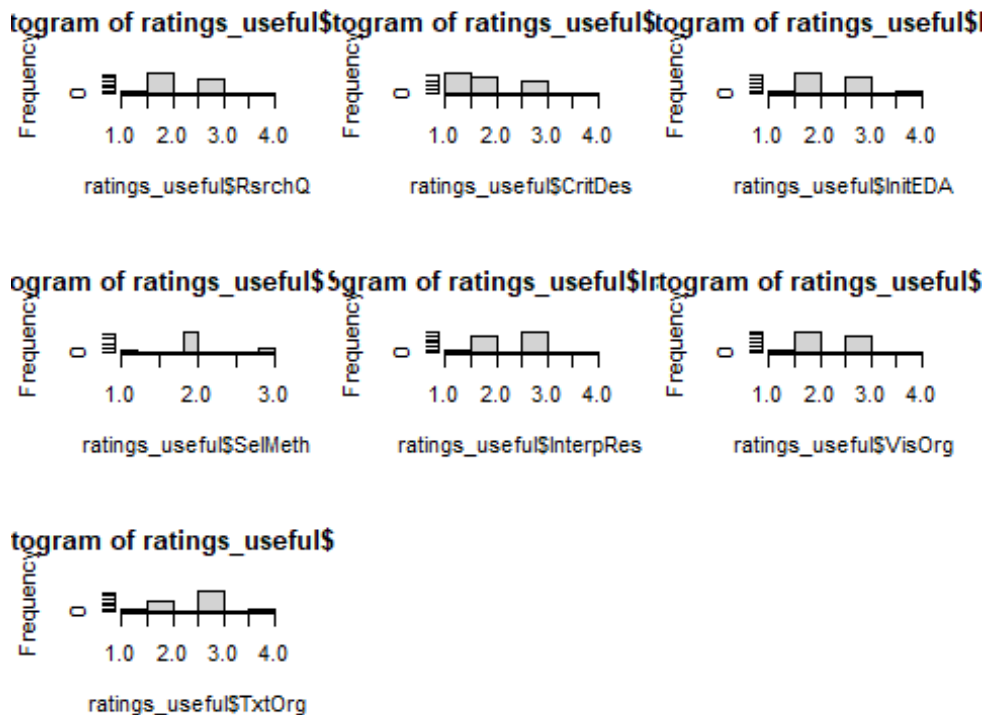 togram of ratings_useful$
togram of ratings_useful$
togram of ratings_useful$I
Frequency
0
1.0 2.0 3.0 4.0
ratings_useful$RsrchQ
Frequency
0
1.0 2.0 3.0 4.0
ratings_useful$CritDes
Frequency
0
1.0 2.0 3.0 4.0
ratings_useful$InitEDA
ogram of ratings_useful$S
ogram of ratings_useful$In
togram of ratings_useful$
Frequency
0
1.0 2.0 3.0
ratings_useful$SelMeth
Frequency
0
1.0 2.0 3.0 4.0
ratings_useful$InterpRes
Frequency
0
1.0 2.0 3.0 4.0
ratings_useful$VisOrg
togram of ratings_useful$
Frequency
0
1.0 2.0 3.0 4.0
ratings_useful$TxtOrg